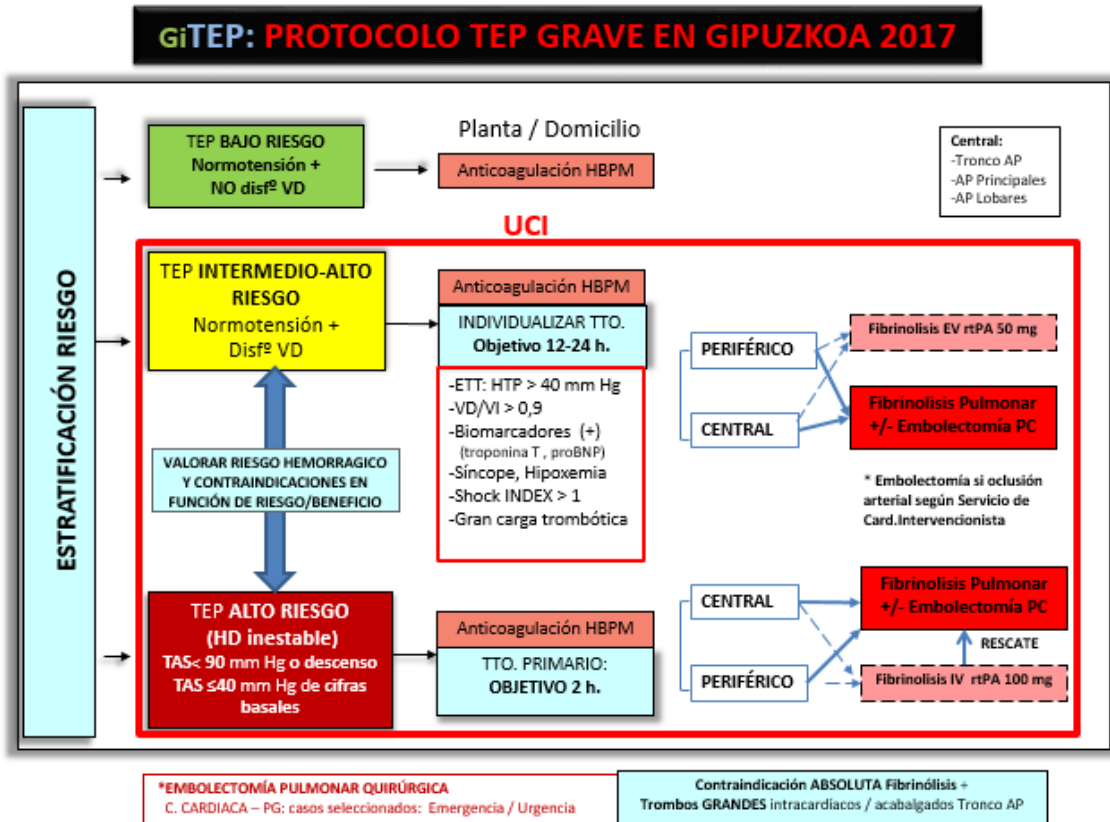 GiTEP: PROTOCOLO TEP GRAVE EN GIPUZKOA 2017
ESTRATIFICACIÓN RIESGO
TEP BAJO RIESGO
Normotensión +
NO disfº VD
Planta / Domicilio
Anticoagulación HBPM
Central:
-Tronco AP
-AP Principales
-AP Lobares
UCI
TEP INTERMEDIO-ALTO
RIESGO
Normotensión +
Disfº VD
Anticoagulación HBPM
INDIVIDUALIZAR TTO.
Objetivo 12-24 h.
-ETT: HTP > 40 mm Hg
-VD/VI > 0,9
-Biomarcadores (+)
(troponina T , proBNP)
-Síncope, Hipoxemia
-Shock INDEX > 1
-Gran carga trombótica
PERIFÉRICO
CENTRAL
Fibrinolisis EV rtPA 50 mg
Fibrinolisis Pulmonar
+/- Embolectomía PC
* Embolectomía si oclusión
arterial según Servicio de
Card.Intervencionista
VALORAR RIESGO HEMORRAGICO
Y CONTRAINDICACIONES EN
FUNCIÓN DE RIESGO/BENEFICIO
TEP ALTO RIESGO
(HD inestable)
TAS< 90 mm Hg o descenso
TAS ≤40 mm Hg de cifras
basales
Anticoagulación HBPM
TTO. PRIMARIO:
OBJETIVO 2 h.
CENTRAL
PERIFÉRICO
Fibrinolisis Pulmonar
+/- Embolectomía PC
RESCATE
Fibrinolisis IV rtPA 100 mg
*EMBOLECTOMÍA PULMONAR QUIRÚRGICA
C. CARDIACA – PG: casos seleccionados: Emergencia / Urgencia
Contraindicación ABSOLUTA Fibrinólisis +
Trombos GRANDES intracardíacos / acabalgados Tronco AP